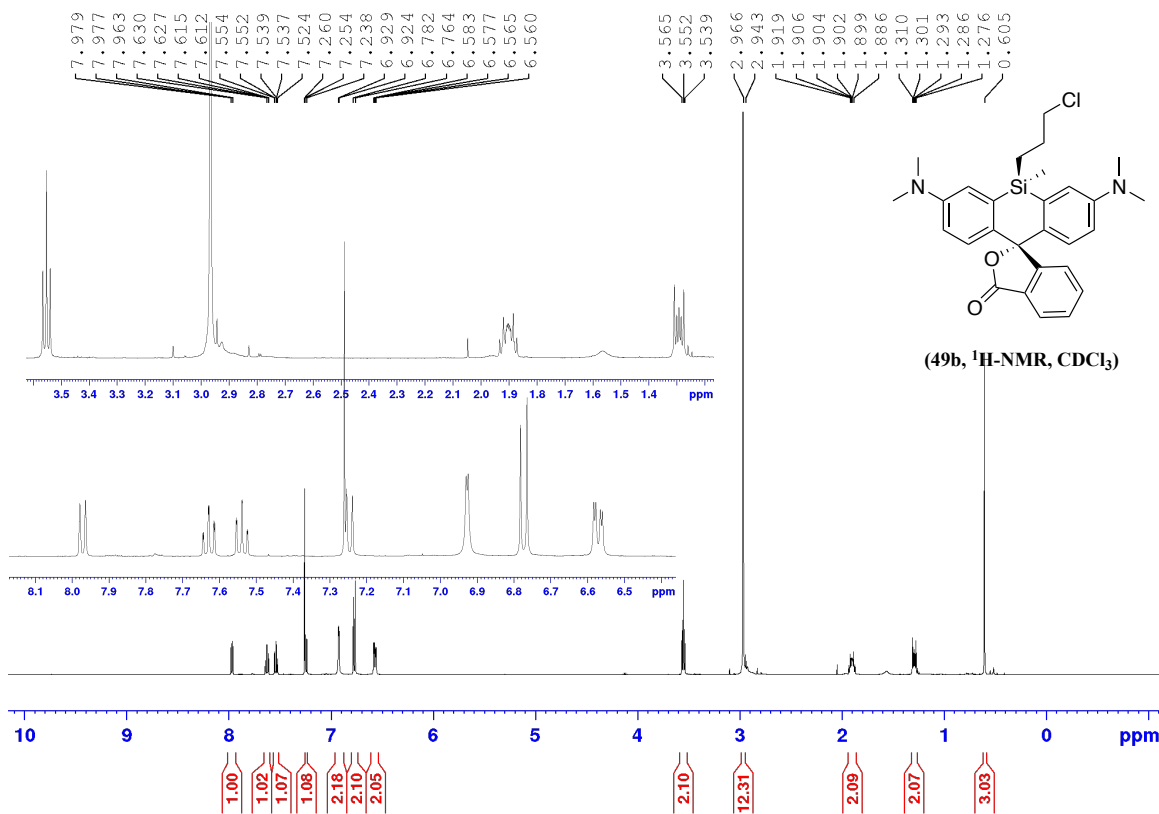 7.979 7.977 7.963 7.630 7.627 7.615 7.612 7.554 7.552 7.539 7.537 7.524 7.260 7.254 7.238 6.929 6.924 6.782 6.764 6.583 6.577 6.565 6.560
3.565 3.552 3.539
2.966 2.943 1.919 1.906 1.904 1.902 1.899 1.886 1.310 1.301 1.293 1.286 1.276 0.605
Cl
N Si N
O
O
(49b, ¹H-NMR, CDCl₃)
3.5 3.4 3.3 3.2 3.1 3.0 2.9 2.8 2.7 2.6 2.5 2.4 2.3 2.2 2.1 2.0 1.9 1.8 1.7 1.6 1.5 1.4 ppm
8.1 8.0 7.9 7.8 7.7 7.6 7.5 7.4 7.3 7.2 7.1 7.0 6.9 6.8 6.7 6.6 6.5 ppm
10 9 8 7 6 5 4 3 2 1 0 ppm
1.00 1.02 1.07 1.08 2.18 2.10 2.05 2.10 12.31 2.09 2.07 3.03